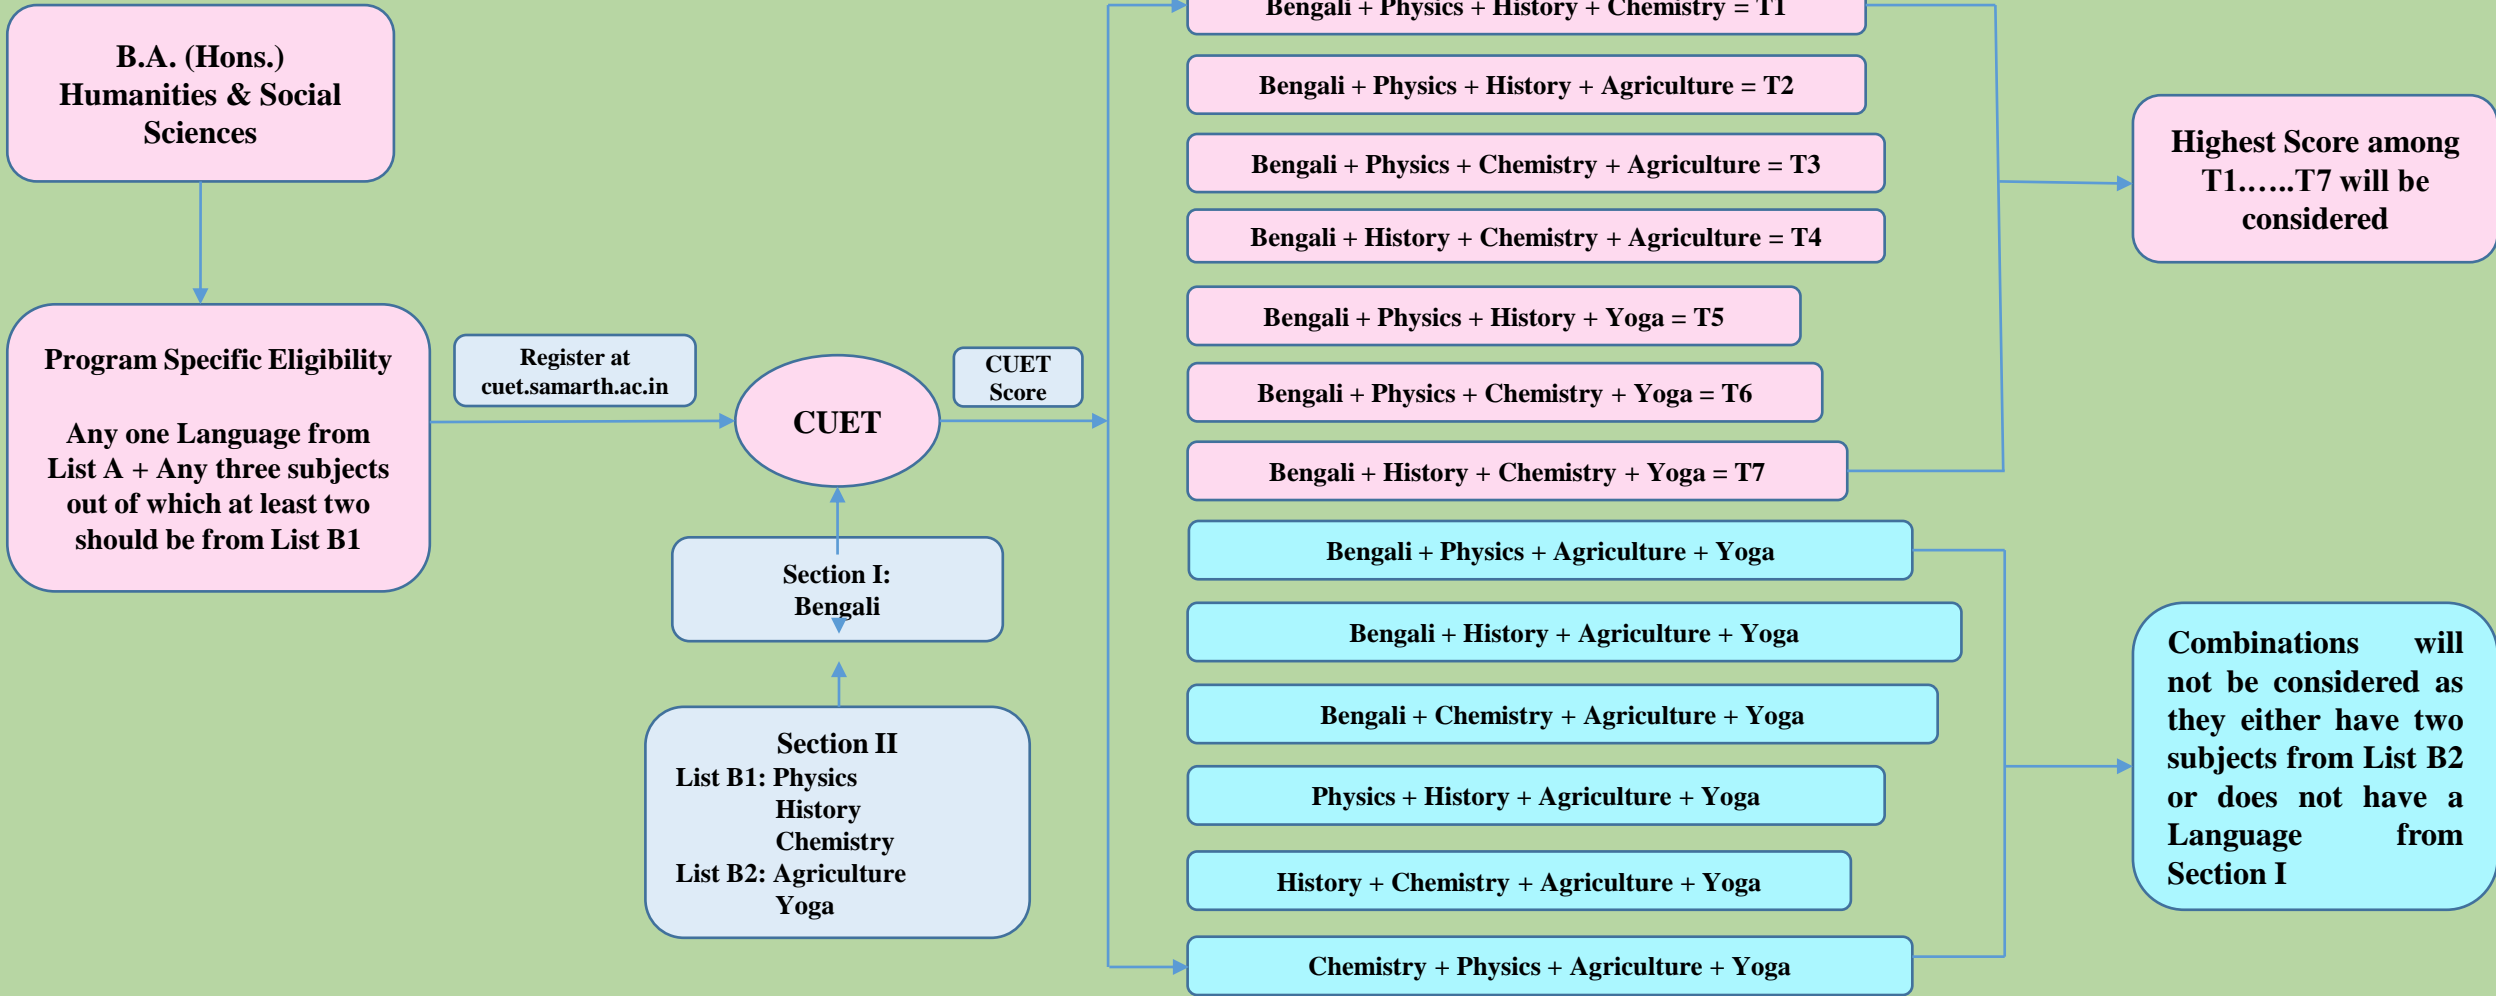 B.A. (Hons.)
Humanities & Social
Sciences
Program Specific Eligibility
Any one Language from
List A + Any three subjects
out of which at least two
should be from List B1
Register at
cuet.samarth.ac.in
CUET
CUET
Score
Section I:
Bengali
Section II
List B1: Physics
History
Chemistry
List B2: Agriculture
Yoga
Bengali + Physics + History + Chemistry = T1
Bengali + Physics + History + Agriculture = T2
Bengali + Physics + Chemistry + Agriculture = T3
Bengali + History + Chemistry + Agriculture = T4
Bengali + Physics + History + Yoga = T5
Bengali + Physics + Chemistry + Yoga = T6
Bengali + History + Chemistry + Yoga = T7
Bengali + Physics + Agriculture + Yoga
Bengali + History + Agriculture + Yoga
Bengali + Chemistry + Agriculture + Yoga
Physics + History + Agriculture + Yoga
History + Chemistry + Agriculture + Yoga
Chemistry + Physics + Agriculture + Yoga
Highest Score among
T1.…..T7 will be
considered
Combinations will
not be considered as
they either have two
subjects from List B2
or does not have a
Language from
Section I